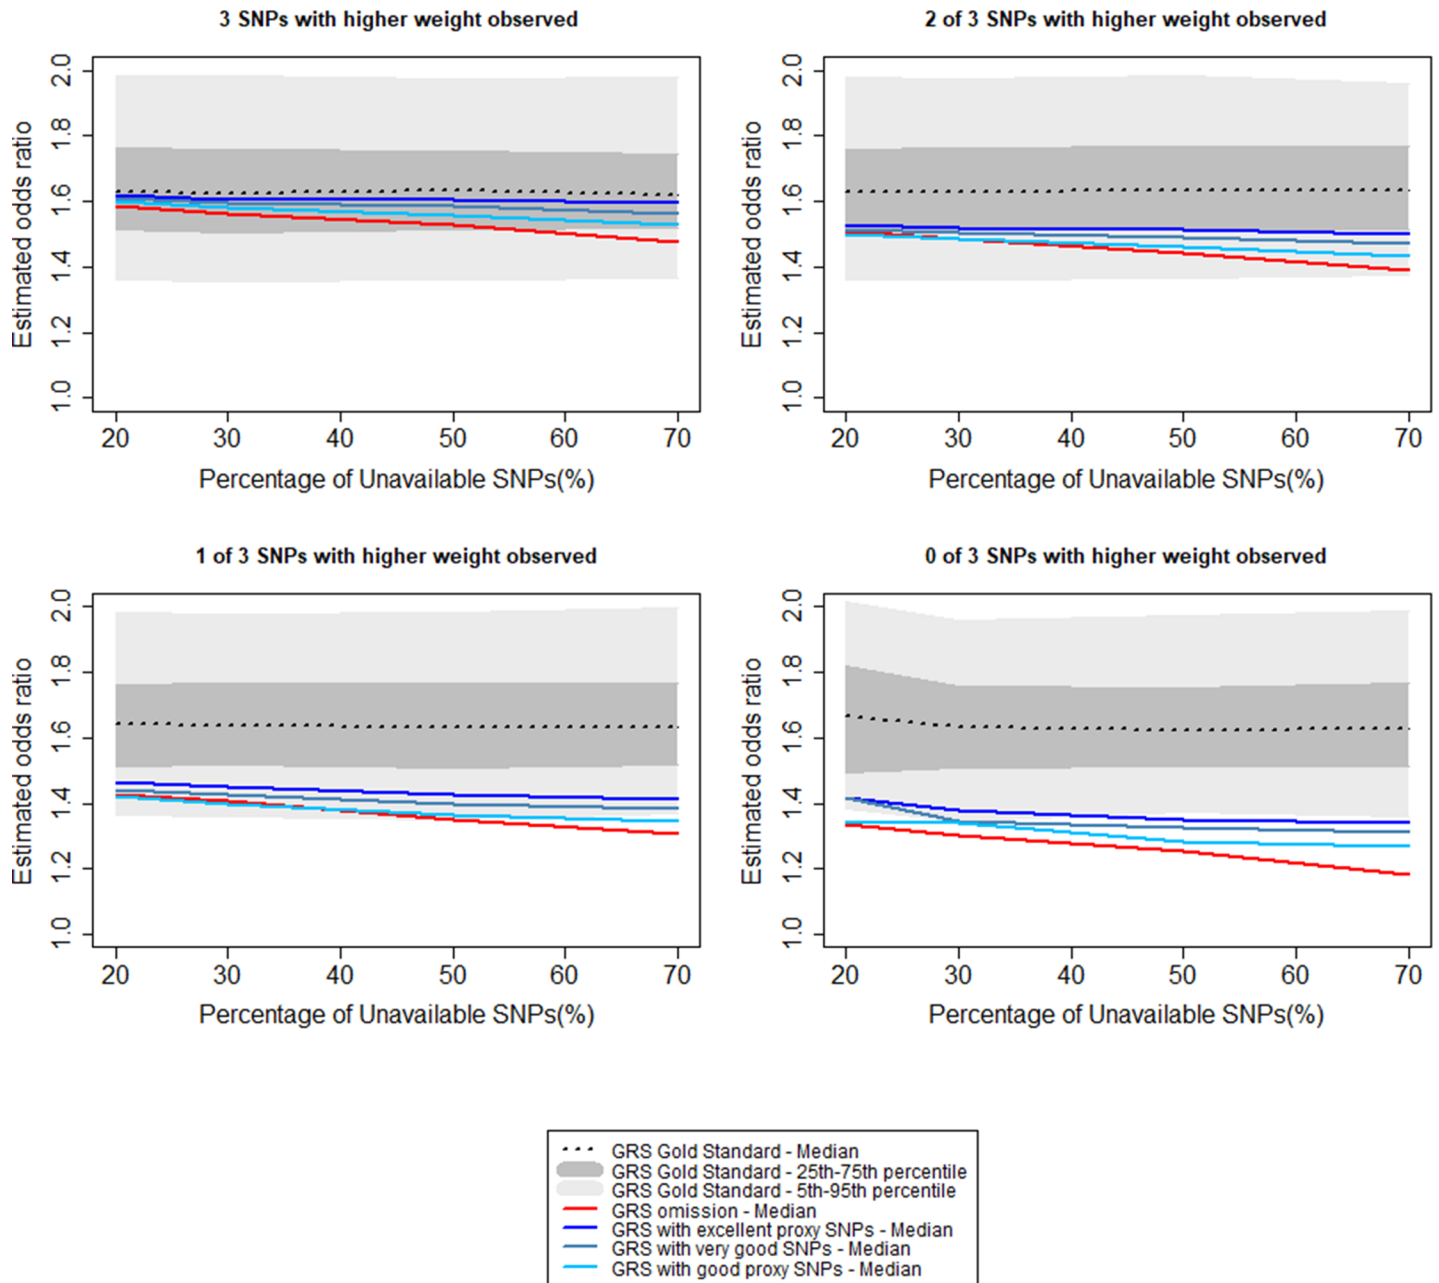 3 SNPs with higher weight observed
Estimated odds ratio
2.0
1.8
1.6
1.4
1.2
1.0
20 30 40 50 60 70
Percentage of Unavailable SNPs(%)
2 of 3 SNPs with higher weight observed
Estimated odds ratio
2.0
1.8
1.6
1.4
1.2
1.0
20 30 40 50 60 70
Percentage of Unavailable SNPs(%)
1 of 3 SNPs with higher weight observed
Estimated odds ratio
2.0
1.8
1.6
1.4
1.2
1.0
20 30 40 50 60 70
Percentage of Unavailable SNPs(%)
0 of 3 SNPs with higher weight observed
Estimated odds ratio
2.0
1.8
1.6
1.4
1.2
1.0
20 30 40 50 60 70
Percentage of Unavailable SNPs(%)
GRS Gold Standard - Median
GRS Gold Standard - 25th-75th percentile
GRS Gold Standard - 5th-95th percentile
GRS omission - Median
GRS with excellent proxy SNPs - Median
GRS with very good SNPs - Median
GRS with good proxy SNPs - Median